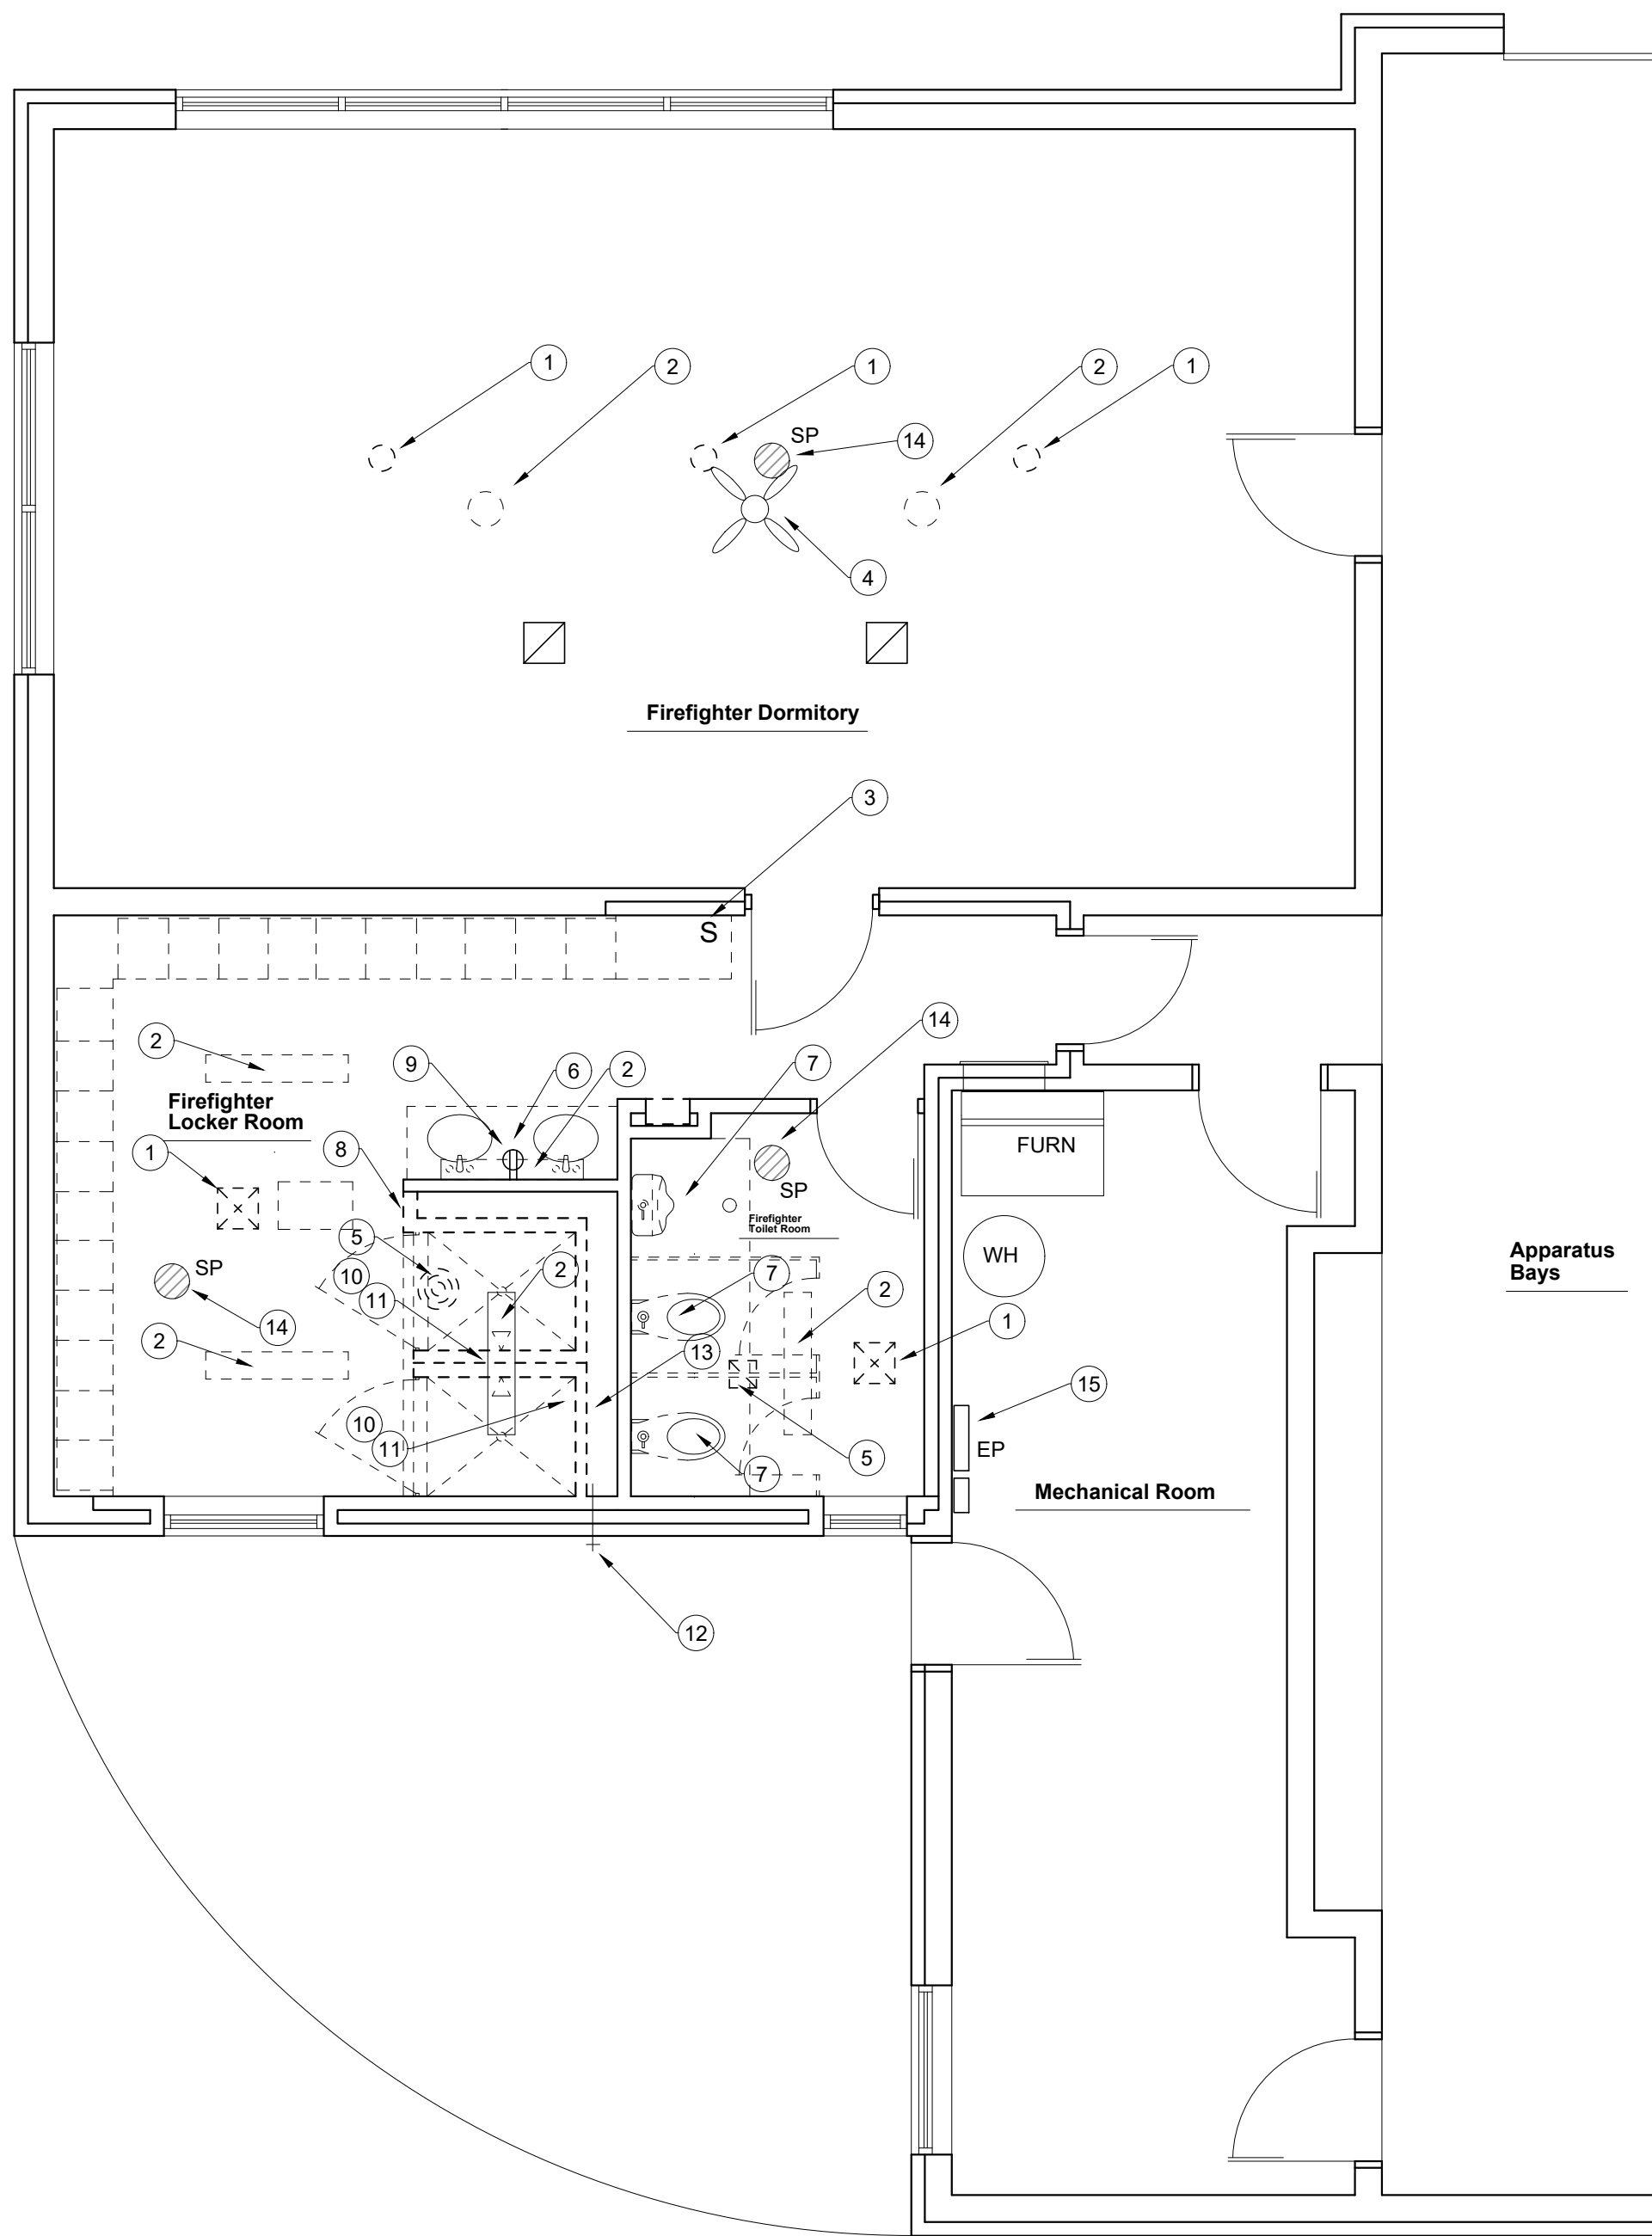 1
2
1
2
1
SP
14
4
Firefighter Dormitory
3
S
14
2
9
6
2
7
Firefighter
Locker Room
8
1
FURN
SP
Firefighter
Toilet Room
5
SP
10
2
7
2
WH
Apparatus
Bays
11
14
1
2
13
15
10
11
7
5
EP
Mechanical Room
12